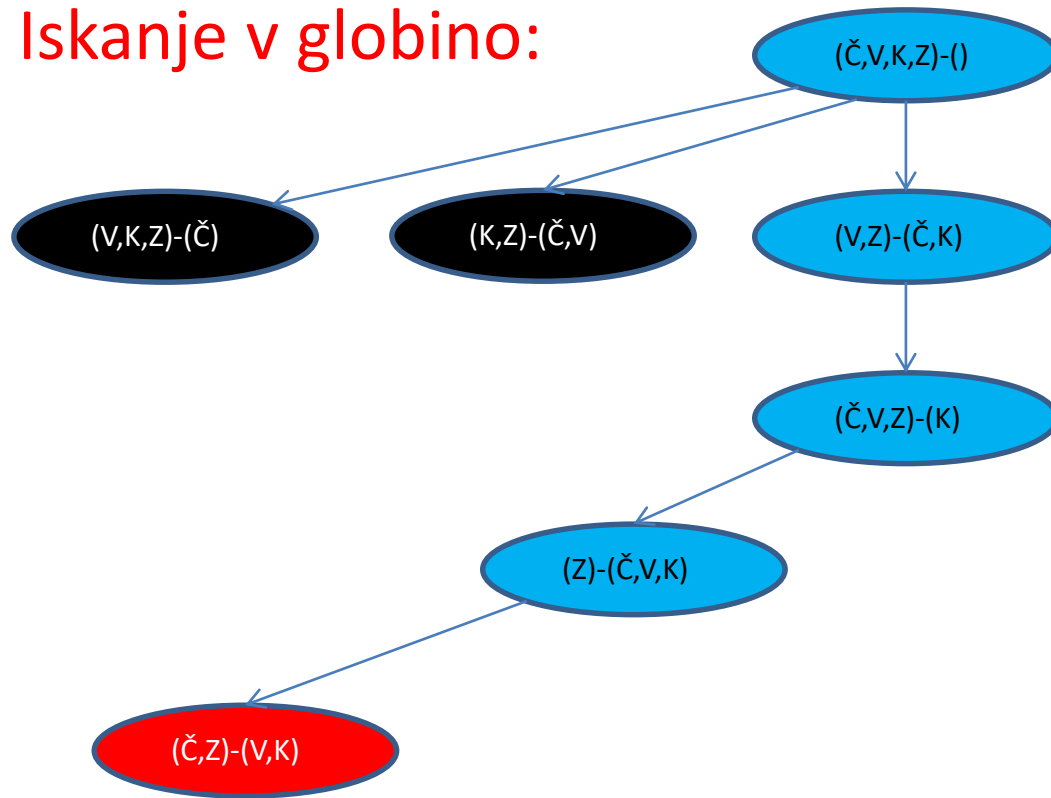 Iskanje v globino:
(Č,V,K,Z)-()
(V,K,Z)-(Č)
(K,Z)-(Č,V)
(V,Z)-(Č,K)
(Č,V,Z)-(K)
(Z)-(Č,V,K)
(Č,Z)-(V,K)